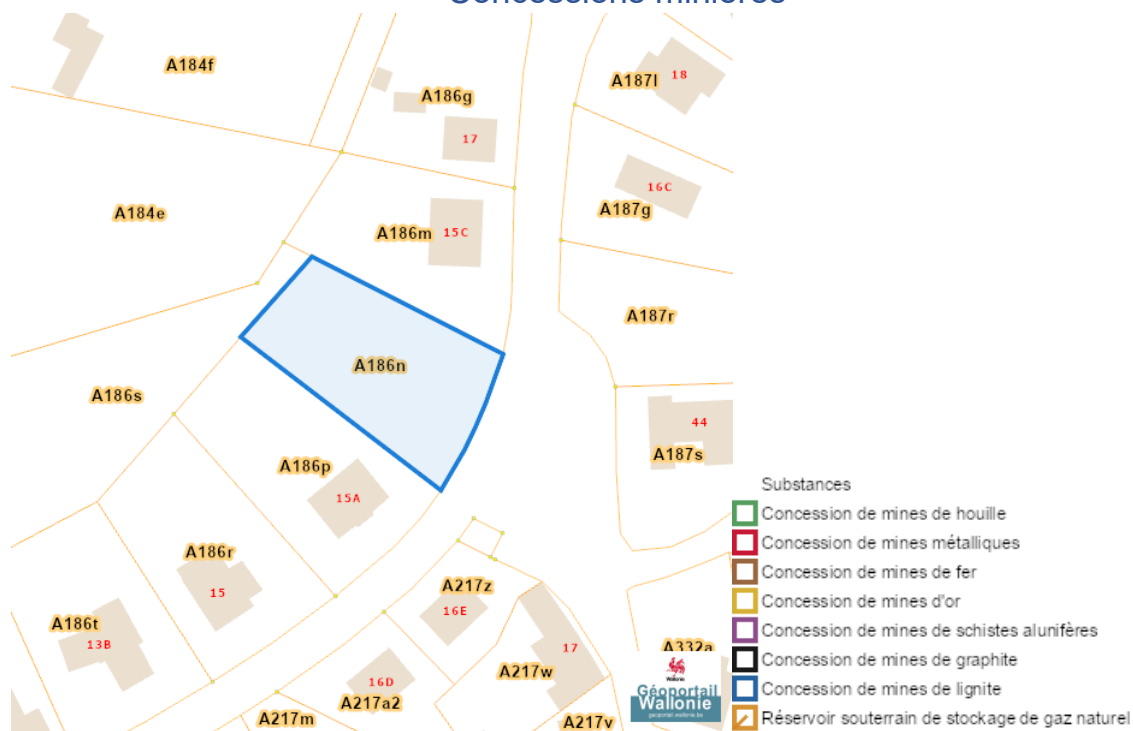 Concessions minières
A184f
A186g
17
A187l
18
16C
A187g
A184e
A186m
15C
A187r
A186n
A186s
44
A187s
A186p
15A
A186r
15
A217z
16E
A186t
13B
A332a
17
A217w
16D
A217a2
A217m
A217v
Wallonie
Géoportail
Wallonie
geoportail.wallonie.be
Substances
Concession de mines de houille
Concession de mines métalliques
Concession de mines de fer
Concession de mines d'or
Concession de mines de schistes alunifères
Concession de mines de graphite
Concession de mines de lignite
Réservoir souterrain de stockage de gaz naturel